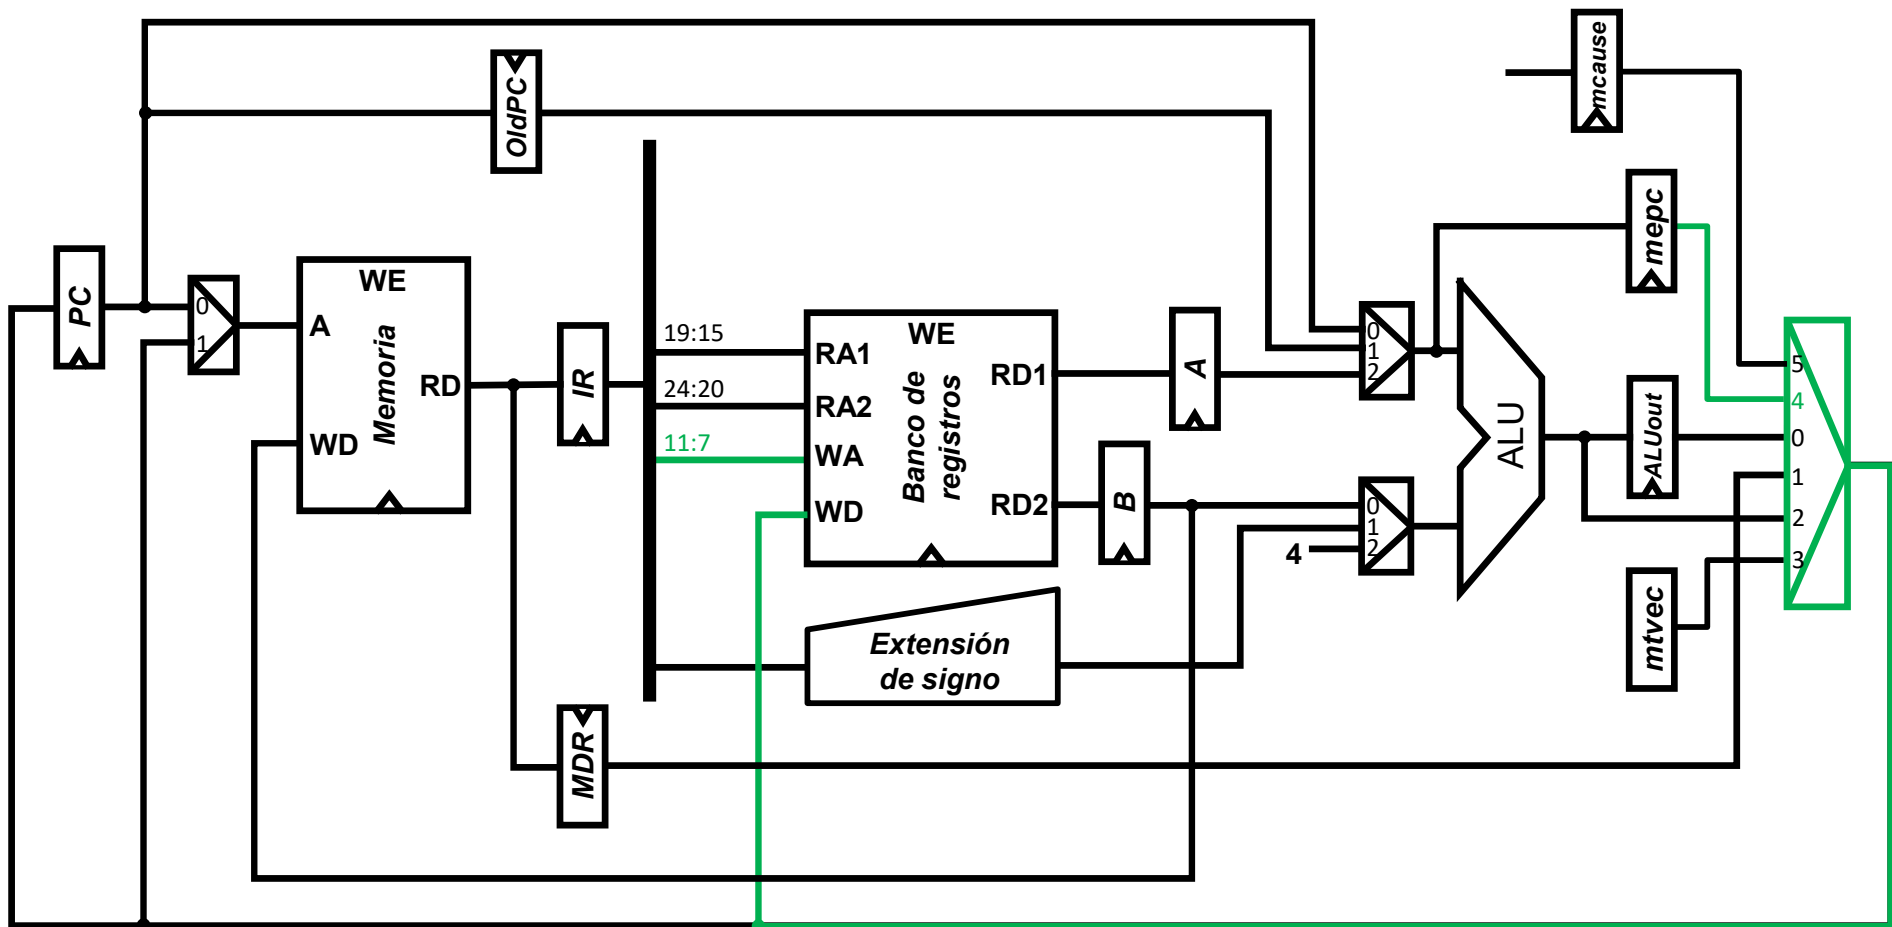 OldPC
mcause
mepc
PC
0
1
WE
A
Memoria
RD
WD
IR
19:15
24:20
11:7
WE
RA1
RA2
WA
WD
Banco de
registros
RD1
RD2
A
B
0
1
2
0
1
2
4
ALU
ALUout
mtvec
5
4
0
1
2
3
Extensión
de signo
MDR